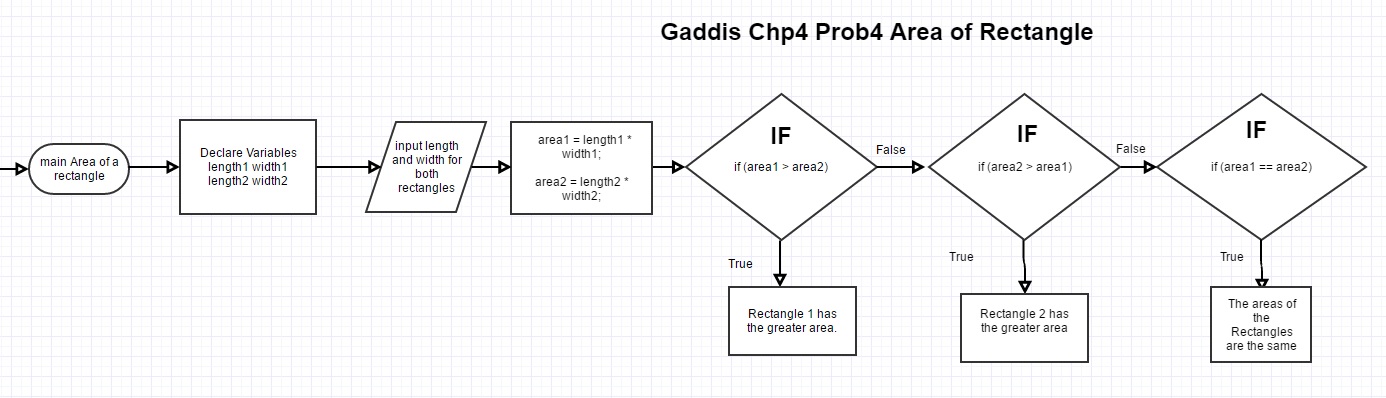 Gaddis Chp4 Prob4 Area of Rectangle
main Area of a
rectangle
Declare Variables
length1 width1
length2 width2
input length
and width for
both
rectangles
area1 = length1 *
width1;
area2 = length2 *
width2;
IF
if (area1 > area2)
False
True
Rectangle 1 has
the greater area.
IF
if (area2 > area1)
False
True
Rectangle 2 has
the greater area
IF
if (area1 == area2)
True
The areas of
the
Rectangles
are the same